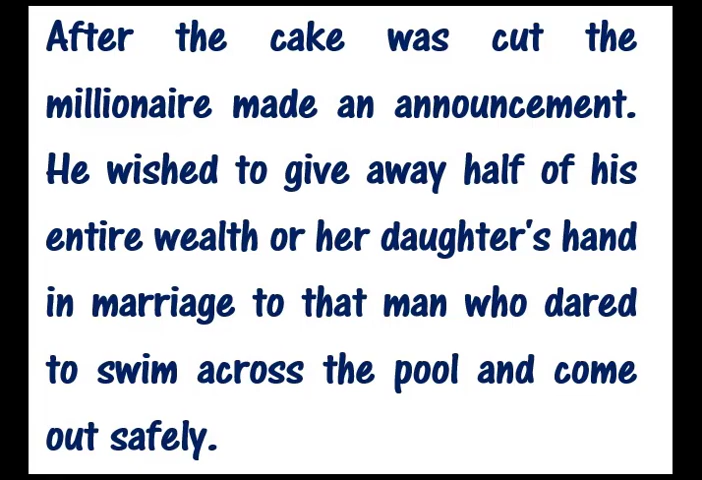 After the cake was cut the
millionaire made an announcement.
He wished to give away half of his
entire wealth or her daughter's hand
in marriage to that man who dared
to swim across the pool and come
out safely.